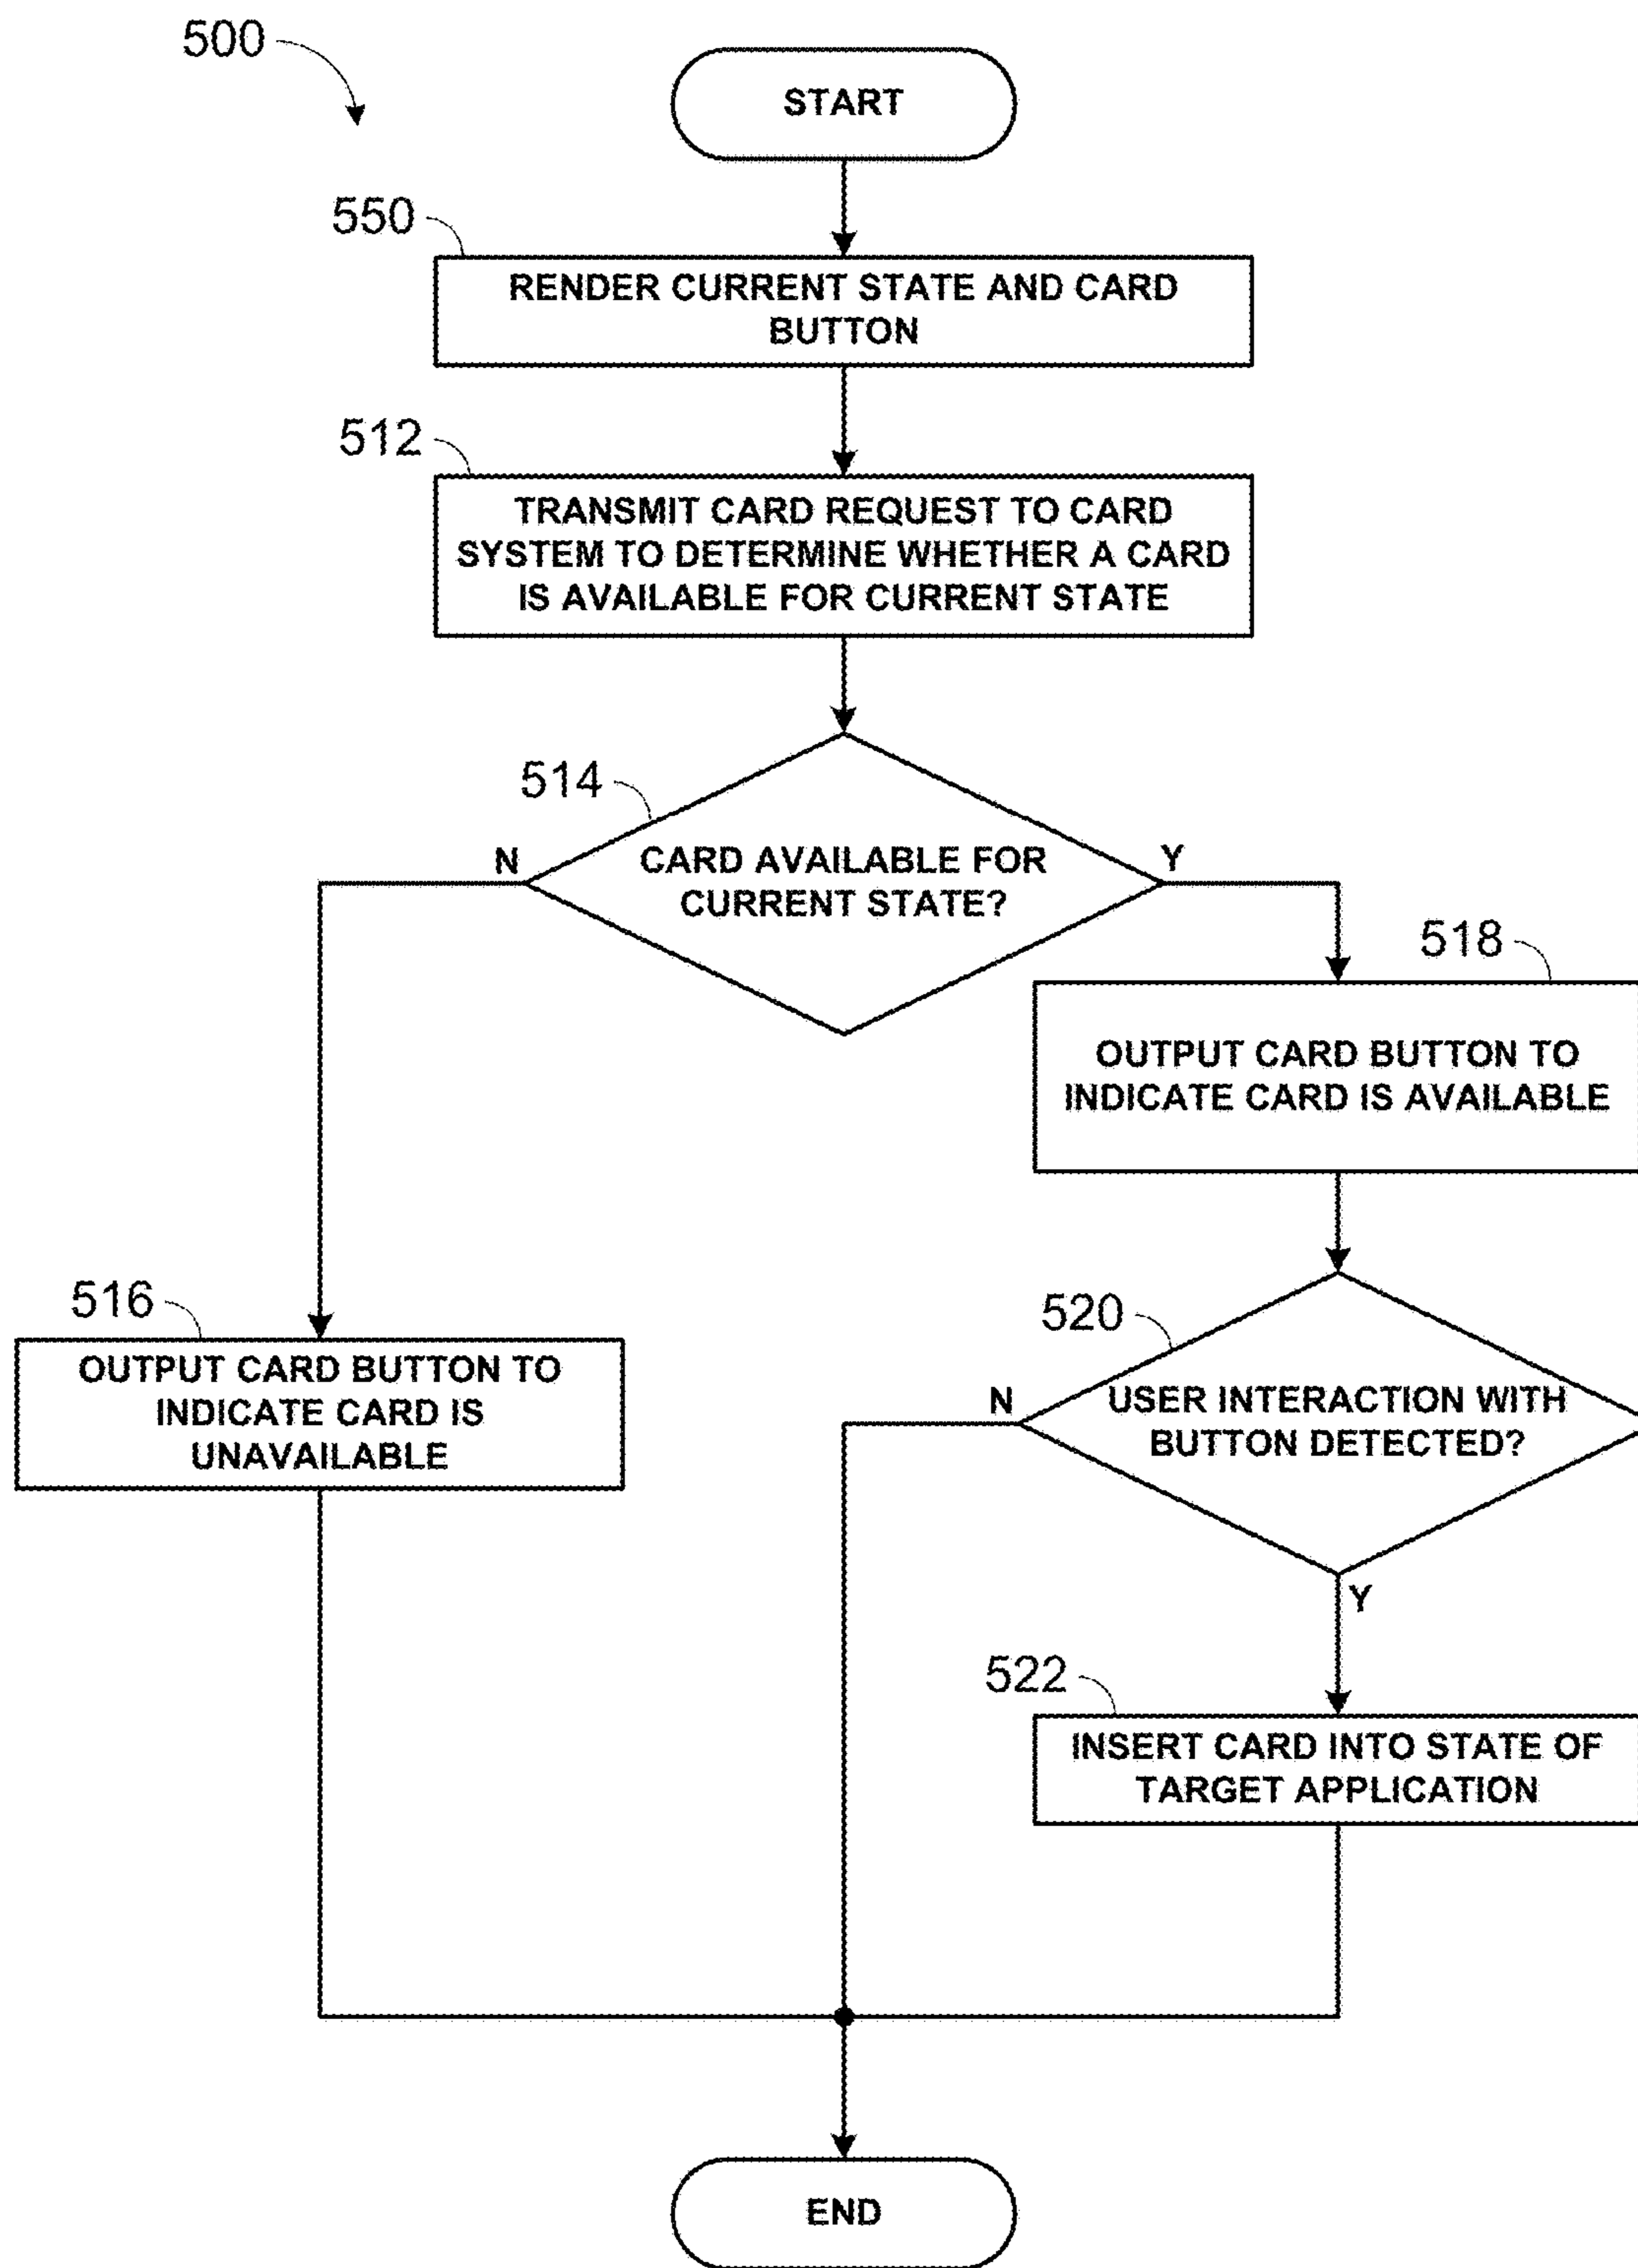 500
START
550
RENDER CURRENT STATE AND CARD
BUTTON
512
TRANSMIT CARD REQUEST TO CARD
SYSTEM TO DETERMINE WHETHER A CARD
IS AVAILABLE FOR CURRENT STATE
514
CARD AVAILABLE FOR
CURRENT STATE?
N
Y
518
OUTPUT CARD BUTTON TO
INDICATE CARD IS AVAILABLE
516
OUTPUT CARD BUTTON TO
INDICATE CARD IS
UNAVAILABLE
520
USER INTERACTION WITH
BUTTON DETECTED?
N
Y
522
INSERT CARD INTO STATE OF
TARGET APPLICATION
END